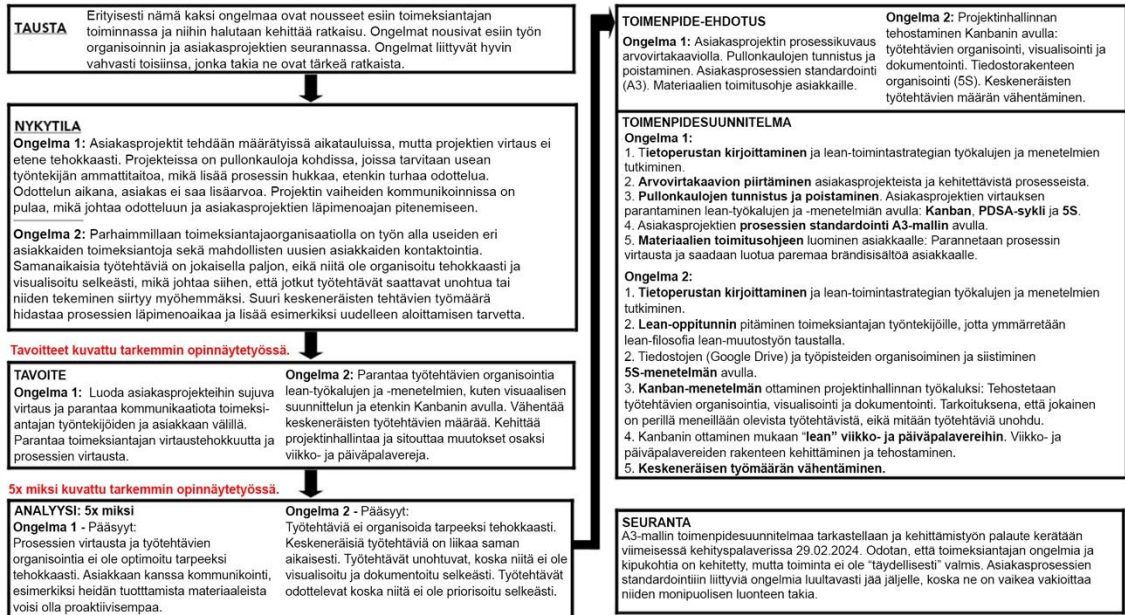 TAUSTA
Erityisesti nämä kaksi ongelmaa ovat nousseet esiin toimeksiantajan
toiminnassa ja niihin halutaan kehittää ratkaisu. Ongelmat nousivat esiin työn
organisoinnin ja asiakasprojektien seurannassa. Ongelmat liittyvät hyvin
vahvasti toisiinsa, jonka takia ne ovat tärkeä ratkaista.
NYKYTILA
Ongelma 1: Asiakasprojektit tehdään määrätyissä aikatauluissa, mutta projektien virtaus ei
etene tehokkaasti. Projekteissa on pullonkauloja kohdissa, joissa tarvitaan usean
työntekijän ammattitaitoa, mikä lisää prosessin hukkaa, etenkin turhaa odottelua.
Odottelun aikana, asiakas ei saa lisäarvoa. Projektin vaiheiden kommunikoinnissa on
pulaa, mikä johtaa odotteluun ja asiakasprojektien läpimenoajan pitenemiseen.
Ongelma 2: Parhaimmillaan toimeksiantajaorganisaatiolla on työn alla useiden eri
asiakkaiden toimeksiantoja sekä mahdollisten uusien asiakkaiden kontaktointia.
Samanaikaisia työtehtäviä on jokaisella paljon, eikä niitä ole organisoitu tehokkaasti ja
visualisoitu selkeästi, mikä johtaa siihen, että jotkut työtehtävät saattavat unohtua tai
niiden tekeminen siirtyy myöhemmäksi. Suuri keskeneräisten tehtävien työmäärä
hidastaa prosessien läpimenoaikaa ja lisää esimerkiksi uudelleen aloittamisen tarvetta.
Tavoitteet kuvattu tarkemmin opinnäytetyössä.
TAVOITE
Ongelma 1: Luoda asiakasprojekteihin sujuva
virtaus ja parantaa kommunikaatiota toimeksi-
antajan työntekijöiden ja asiakkaan välillä.
Parantaa toimeksiantajan virtaustehokkuutta ja
prosessien virtausta.
Ongelma 2: Parantaa työtehtävien organisointia
lean-työkalujen ja -menetelmien, kuten visuaalisen
suunnittelun ja etenkin Kanbanin avulla. Vähentää
keskeneräisten työtehtävien määrää. Kehittää
projektinhallintaa ja sitouttaa muutokset osaksi
viikko- ja päiväpalavereja.
5x miksi kuvattu tarkemmin opinnäytetyössä.
ANALYYSI: 5x miksi
Ongelma 1 - Pääsyyt:
Prosessien virtausta ja työtehtävien
organisointia ei ole optimoitu tarpeeksi
tehokkaasti. Asiakkaan kanssa kommunikointi,
esimerkiksi heidän tuottamista materiaaleista
voisi olla proaktiivisempaa.
Ongelma 2 - Pääsyyt:
Työtehtäviä ei organisoida tarpeeksi tehokkaasti.
Keskeneräisiä työtehtäviä on liikaa saman
aikaisesti. Työtehtävät unohtuvat, koska niitä ei ole
visualisoitu ja dokumentoitu selkeästi. Työtehtävät
odottelevat koska niitä ei ole priorisoitu selkeästi.
TOIMENPIDE-EHDOTUS
Ongelma 1: Asiakasprojektin prosessikuvaus
arvovirtakaaviolla. Pullonkaulojen tunnistus ja
poistaminen. Asiakasprosessien standardointi
(A3). Materiaalien toimitusohje asiakkaille.
Ongelma 2: Projektinhallinnan
tehostaminen Kanbanin avulla:
työtehtävien organisointi, visualisointi ja
dokumentointi. Tiedostorakenteen
organisointi (5S). Keskeneräisten
työtehtävien määrän vähentäminen.
TOIMENPIDESUUNNITELMA
Ongelma 1:
1. Tietoperustan kirjoittaminen ja lean-toimintastrategian työkalujen ja menetelmien
tutkiminen.
2. Arvovirtakaavion piirtäminen asiakasprojekteista ja kehitettävistä prosesseista.
3. Pullonkaulojen tunnistus ja poistaminen. Asiakasprojektien virtauksen
parantaminen lean-työkalujen ja -menetelmiän avulla: Kanban, PDSA-sykli ja 5S.
4. Asiakasprojektien prosessien standardointi A3-mallin avulla.
5. Materiaalien toimitusohjeen luominen asiakkaalle: Parannetaan prosessin
virtausta ja saadaan luotua paremaa brändisisältöä asiakkaalle.
Ongelma 2:
1. Tietoperustan kirjoittaminen ja lean-toimintastrategian työkalujen ja menetelmien
tutkiminen.
2. Lean-oppitunnin pitäminen toimeksiantajan työntekijöille, jotta ymmärretään
lean-filosofia lean-muutostyön taustalla.
2. Tiedostojen (Google Drive) ja työpisteiden organisoiminen ja siistiminen
5S-menetelmän avulla.
3. Kanban-menetelmän ottaminen projektinhallinnan työkaluksi: Tehostetaan
työtehtävien organisointia, visualisointi ja dokumentointi. Tarkoituksena, että jokainen
on perillä meneillään olevista työtehtävistä, eikä mitään työtehtäviä unohdu.
4. Kanbanin ottaminen mukaan “lean” viikko- ja päiväpalavereihin. Viikko- ja
päiväpalavereiden rakenteen kehittäminen ja tehostaminen.
5. Keskeneräisen työmäärän vähentäminen.
SEURANTA
A3-mallin toimenpidesuunnitelmaa tarkastellaan ja kehittämistyön palaute kerätään
viimeisessä kehityspalaverissa 29.02.2024. Odotan, että toimeksiantajan ongelmia ja
kipukohtia on kehitetty, mutta toiminta ei ole “täydellisesti” valmis. Asiakasprosessien
standardointiiin liittyviä ongelmia luultavasti jää jäljelle, koska ne on vaikea vakioittaa
niiden monipuolisen luonteen takia.